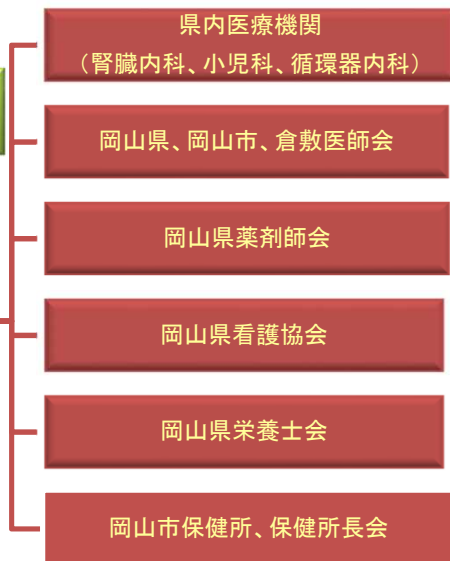 県内医療機関
（腎臓内科、小児科、循環器内科）
岡山県、岡山市、倉敷医師会
岡山県薬剤師会
岡山県看護協会
岡山県栄養士会
岡山市保健所、保健所長会